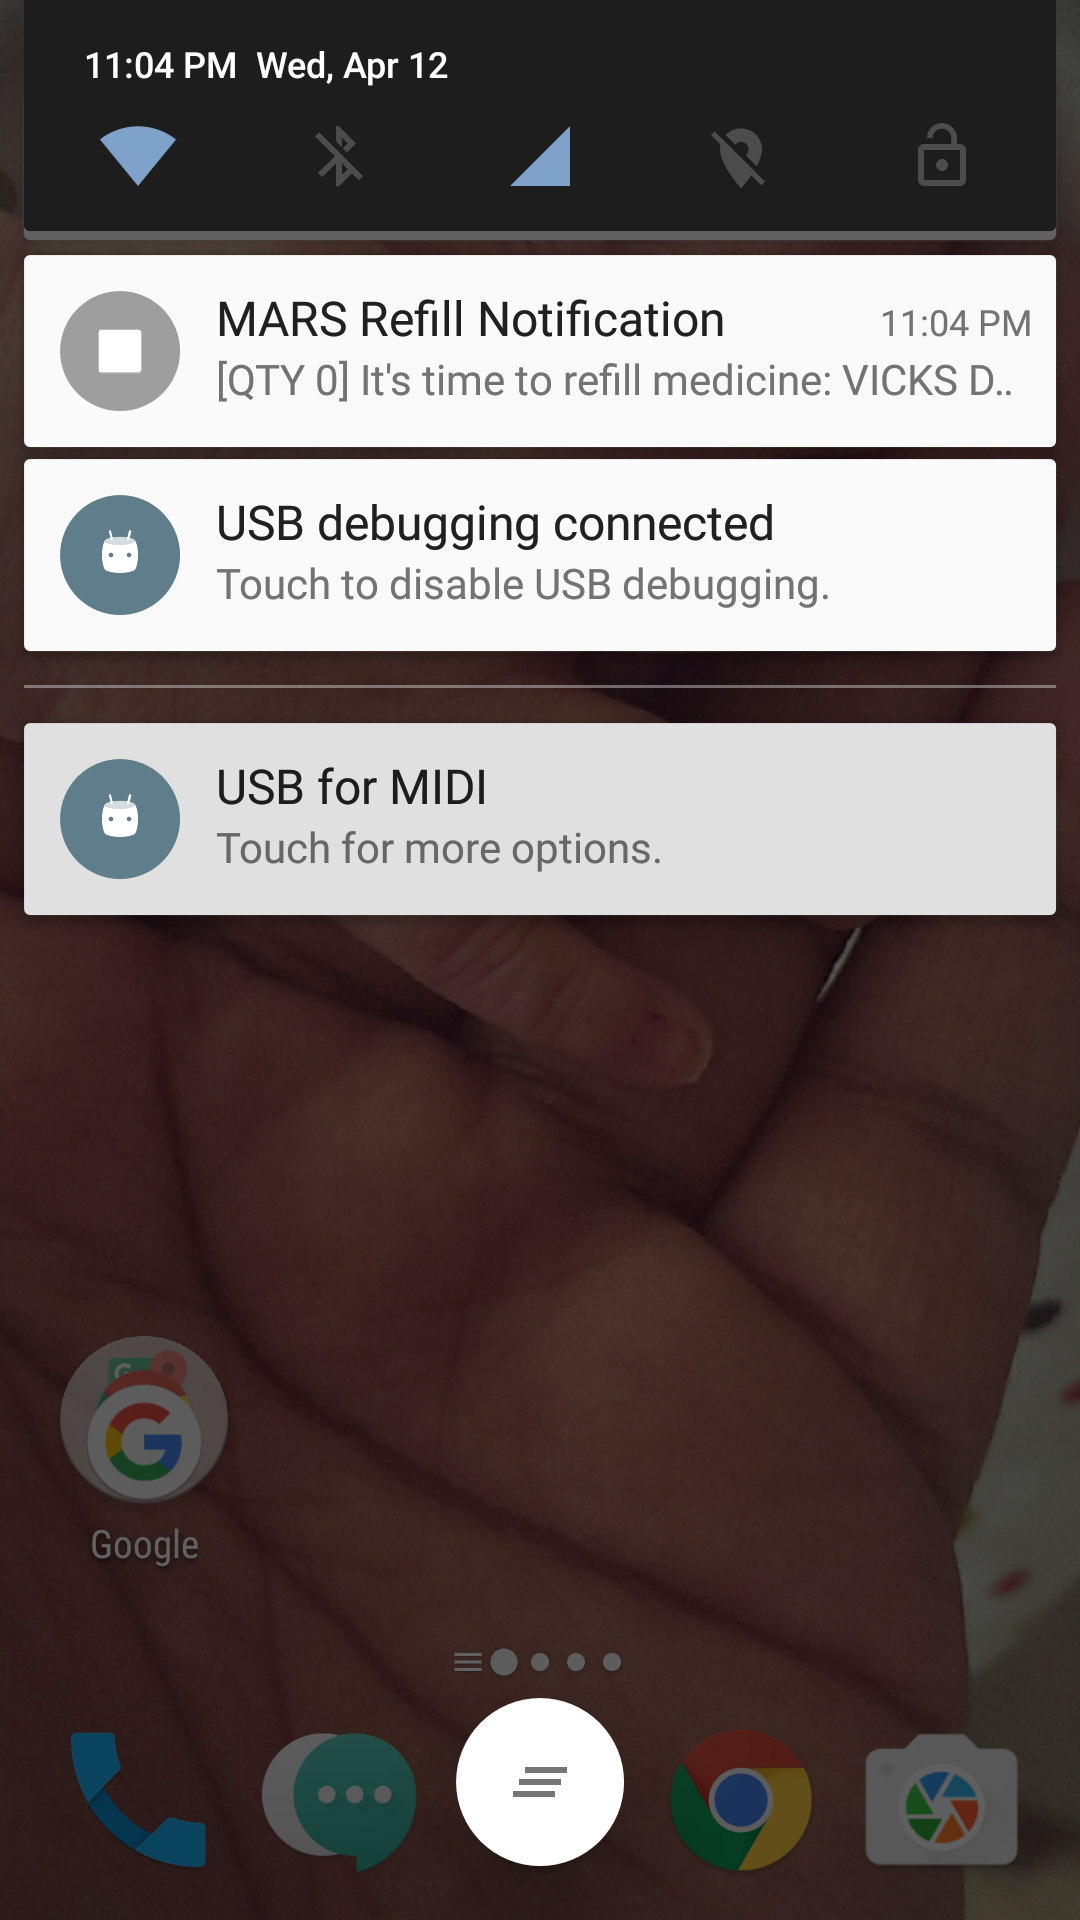 11:04 PM Wed, Apr 12
MARS Refill Notification 11:04 PM
[QTY 0] It's time to refill medicine: VICKS D..
USB debugging connected
Touch to disable USB debugging.
USB for MIDI
Touch for more options.
Google